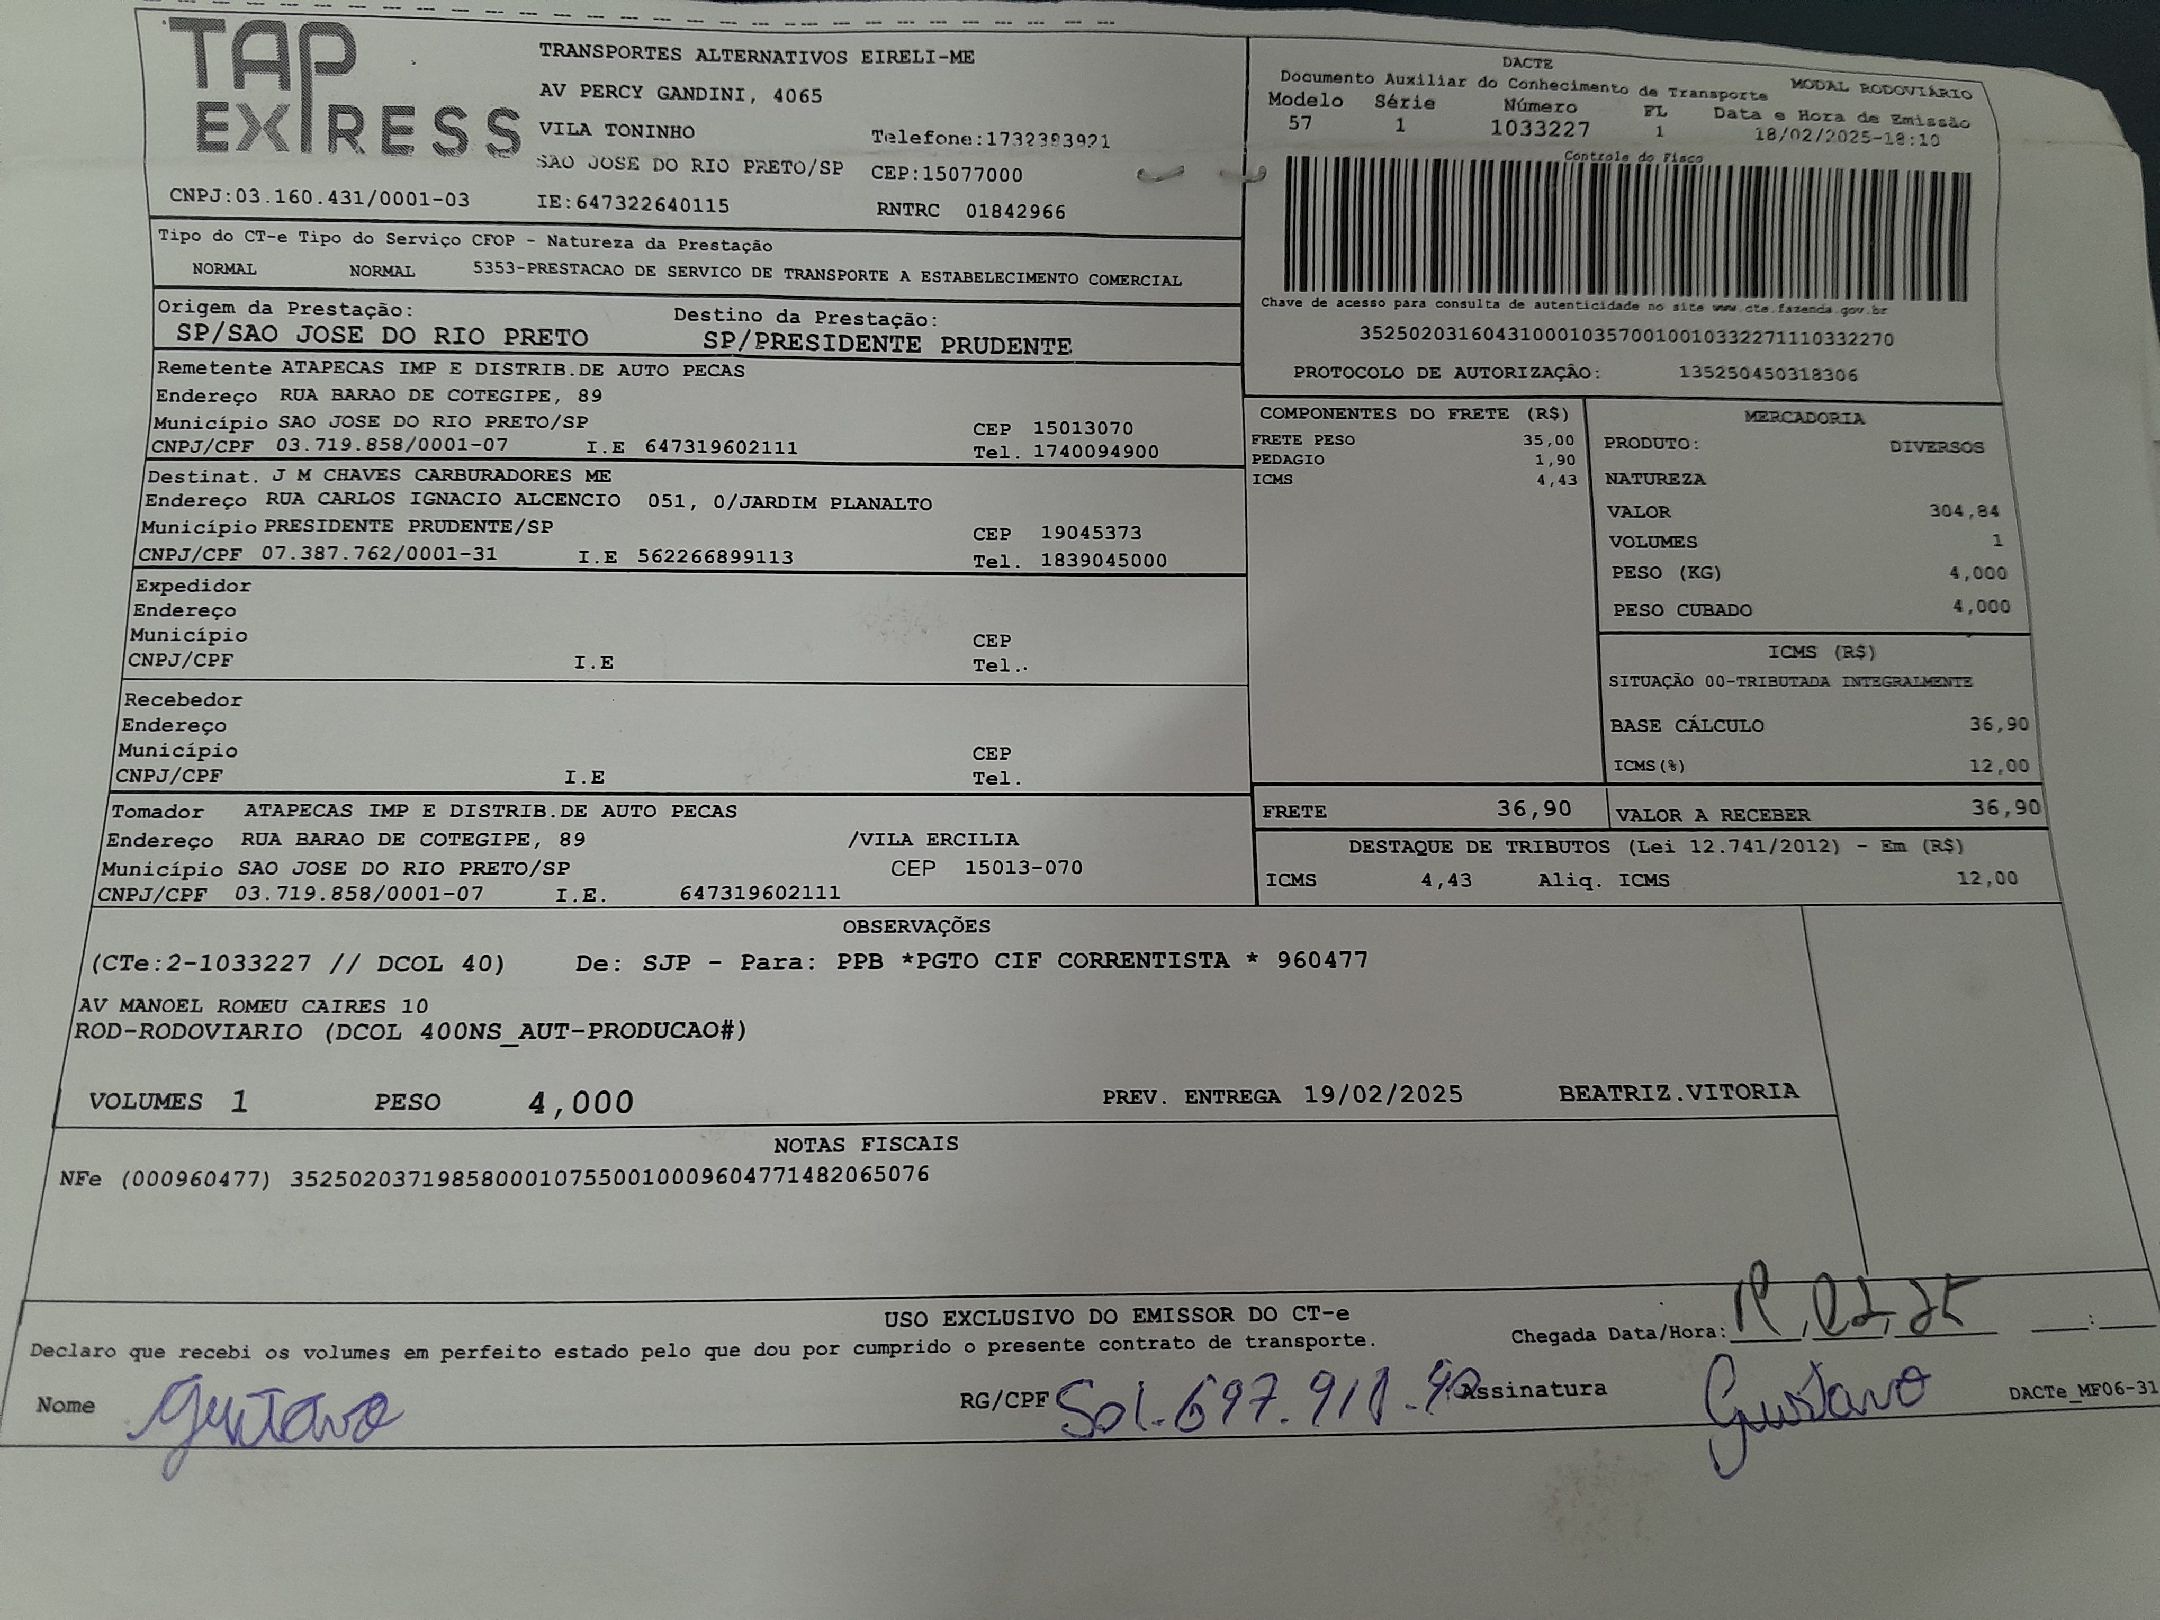 TAP EXPRESS
TRANSPORTES ALTERNATIVOS EIRELI-ME
AV PERCY GANDINI, 4065
VILA TONINHO Telefone:1732393921
SAO JOSE DO RIO PRETO/SP CEP:15077000
CNPJ:03.160.431/0001-03 IE:647322640115 RNTRC 01842966
DACTE
Documento Auxiliar do Conhecimento de Transporte MODAL RODOVIÁRIO
Modelo Série Número FL Data e Hora de Emissão
57 1 1033227 1 18/02/2025-18:10
Controle do Fisco
Chave de acesso para consulta de autenticidade no site www.cte.fazenda.gov.br
35250203160431000103570010010332271110332270
PROTOCOLO DE AUTORIZAÇÃO: 135250450318306
Tipo do CT-e Tipo do Serviço CFOP - Natureza da Prestação
NORMAL NORMAL 5353-PRESTACAO DE SERVICO DE TRANSPORTE A ESTABELECIMENTO COMERCIAL
Origem da Prestação: Destino da Prestação:
SP/SAO JOSE DO RIO PRETO SP/PRESIDENTE PRUDENTE
Remetente ATAPECAS IMP E DISTRIB.DE AUTO PECAS
Endereço RUA BARAO DE COTEGIPE, 89
Município SAO JOSE DO RIO PRETO/SP CEP 15013070
CNPJ/CPF 03.719.858/0001-07 I.E 647319602111 Tel. 1740094900
Destinat. J M CHAVES CARBURADORES ME
Endereço RUA CARLOS IGNACIO ALCENCIO 051, 0/JARDIM PLANALTO
Município PRESIDENTE PRUDENTE/SP CEP 19045373
CNPJ/CPF 07.387.762/0001-31 I.E 562266899113 Tel. 1839045000
Expedidor
Endereço
Município CEP
CNPJ/CPF I.E Tel..
Recebedor
Endereço
Município CEP
CNPJ/CPF I.E Tel.
Tomador ATAPECAS IMP E DISTRIB.DE AUTO PECAS
Endereço RUA BARAO DE COTEGIPE, 89 /VILA ERCILIA
Município SAO JOSE DO RIO PRETO/SP CEP 15013-070
CNPJ/CPF 03.719.858/0001-07 I.E. 647319602111
COMPONENTES DO FRETE (R$)
FRETE PESO 35,00
PEDAGIO 1,90
ICMS 4,43
MERCADORIA
PRODUTO: DIVERSOS
NATUREZA
VALOR 304,84
VOLUMES 1
PESO (KG) 4,000
PESO CUBADO 4,000
ICMS (R$)
SITUAÇÃO 00-TRIBUTADA INTEGRALMENTE
BASE CÁLCULO 36,90
ICMS(%) 12,00
FRETE 36,90 VALOR A RECEBER 36,90
DESTAQUE DE TRIBUTOS (Lei 12.741/2012) - Em (R$)
ICMS 4,43 Aliq. ICMS 12,00
OBSERVAÇÕES
(CTe:2-1033227 // DCOL 40) De: SJP - Para: PPB *PGTO CIF CORRENTISTA * 960477
AV MANOEL ROMEU CAIRES 10
ROD-RODOVIARIO (DCOL 400NS_AUT-PRODUCAO#)
VOLUMES 1 PESO 4,000 PREV. ENTREGA 19/02/2025 BEATRIZ.VITORIA
NOTAS FISCAIS
NFe (000960477) 35250203719858000107550010009604771482065076
USO EXCLUSIVO DO EMISSOR DO CT-e
Declaro que recebi os volumes em perfeito estado pelo que dou por cumprido o presente contrato de transporte. Chegada Data/Hora:
Nome Gustavo RG/CPF Assinatura Gustavo DACTe_MF06-31